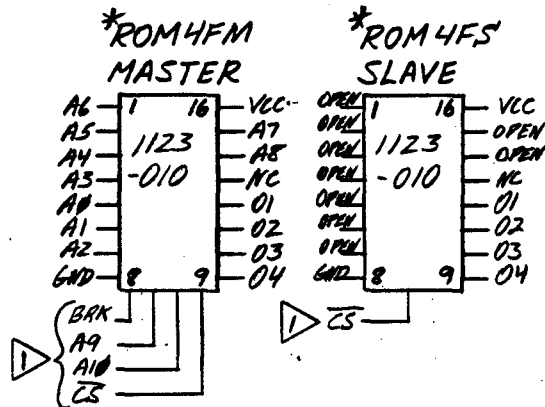 *ROM4FM
MASTER
A6 1 16 VCC
A5 A7
A4 1123 A8
A3 -010 NC
A0 O1
A1 O2
A2 O3
GND 8 9 O4
BRK
A9
1 A10
CS
*ROM4FS
SLAVE
OPEN 1 16 VCC
OPEN OPEN
OPEN 1123 OPEN
OPEN -010 NC
OPEN O1
OPEN O2
OPEN O3
GND 8 9 O4
1 CS